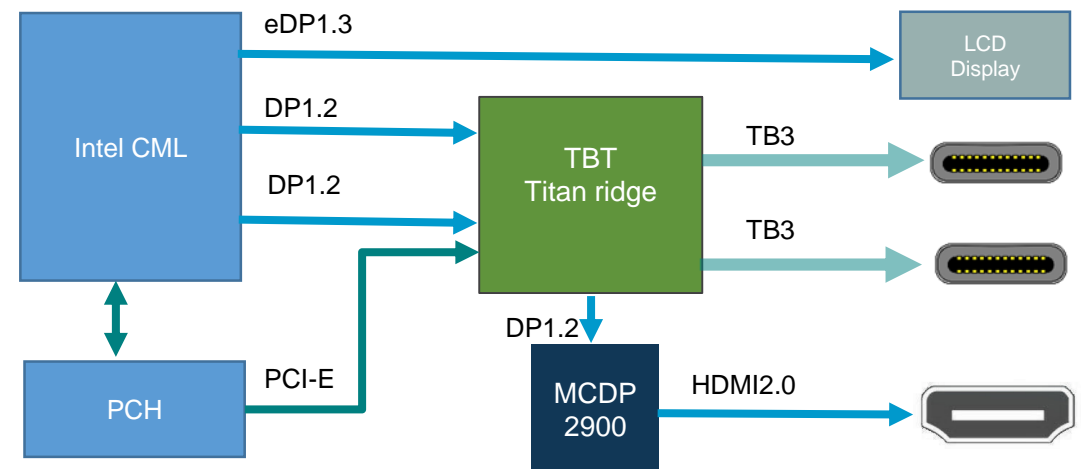 eDP1.3
LCD
Display
DP1.2
Intel CML
TBT
Titan ridge
TB3
DP1.2
TB3
DP1.2
PCI-E
PCH
MCDP
2900
HDMI2.0